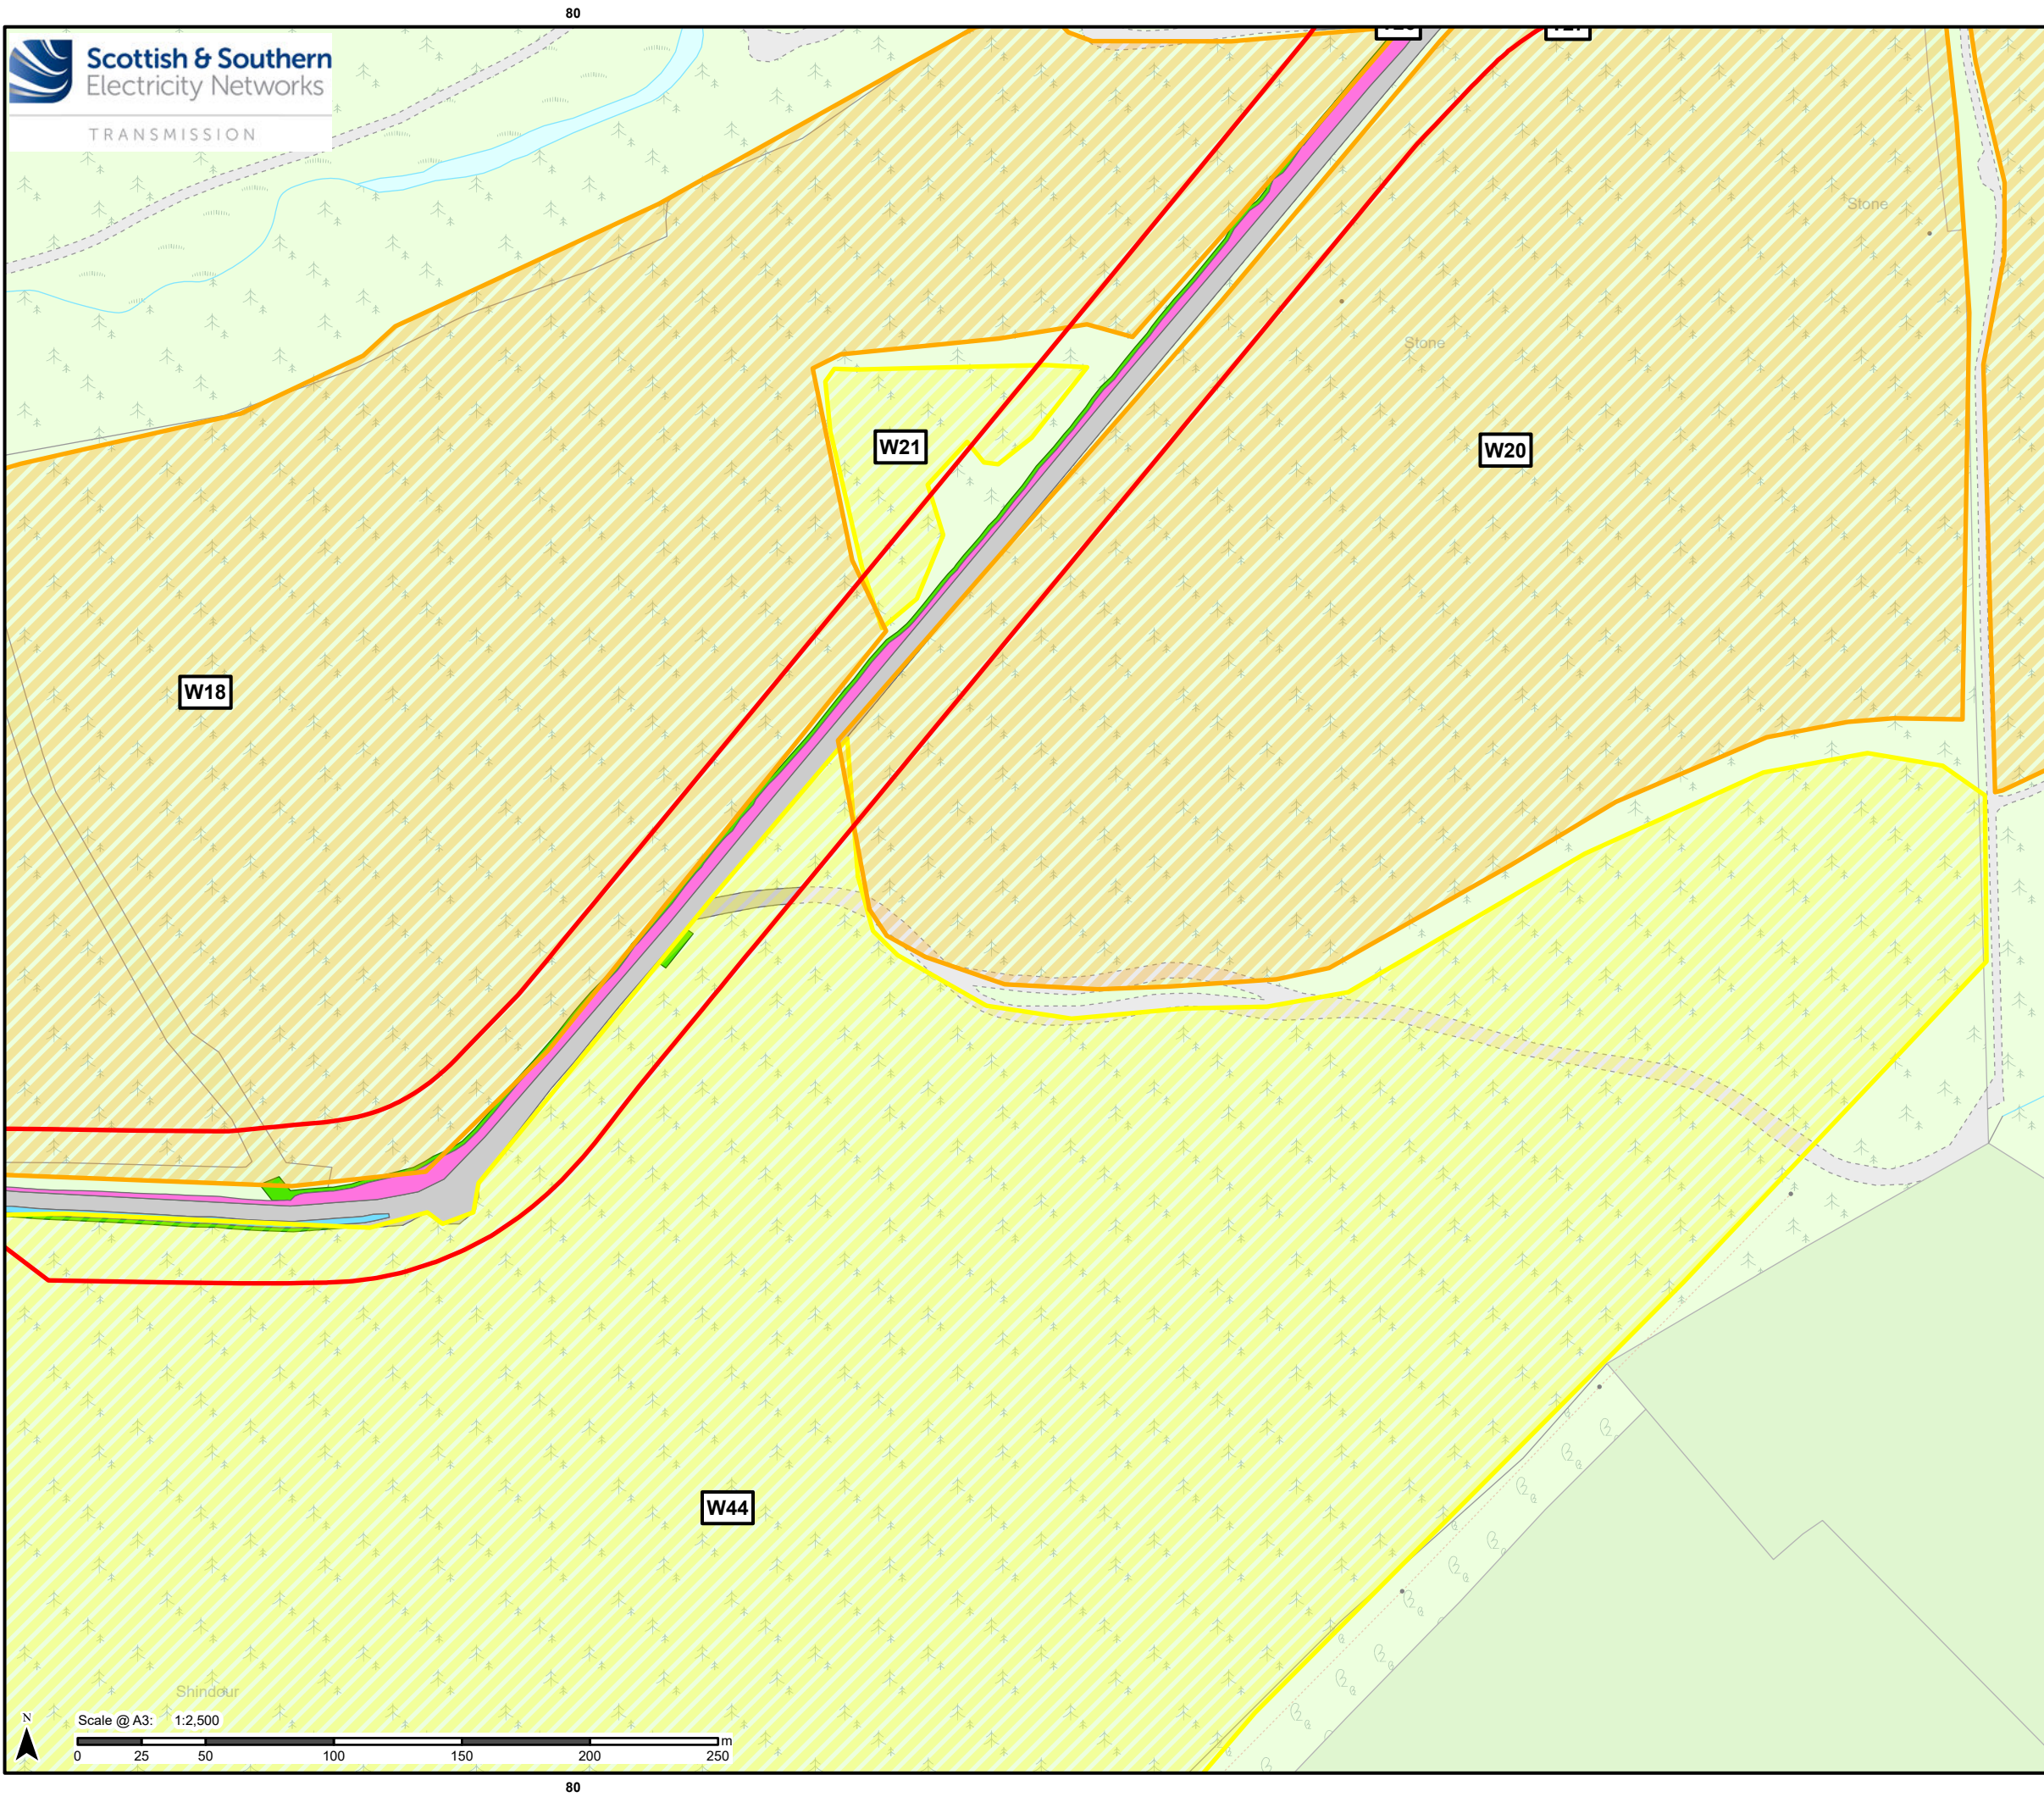 80
Scottish & Southern
Electricity Networks
TRANSMISSION
Stone
Stone
W21
W20
W18
W44
Shindour
N
Scale @ A3: 1:2,500
0 25 50 100 150 200 250 m
80